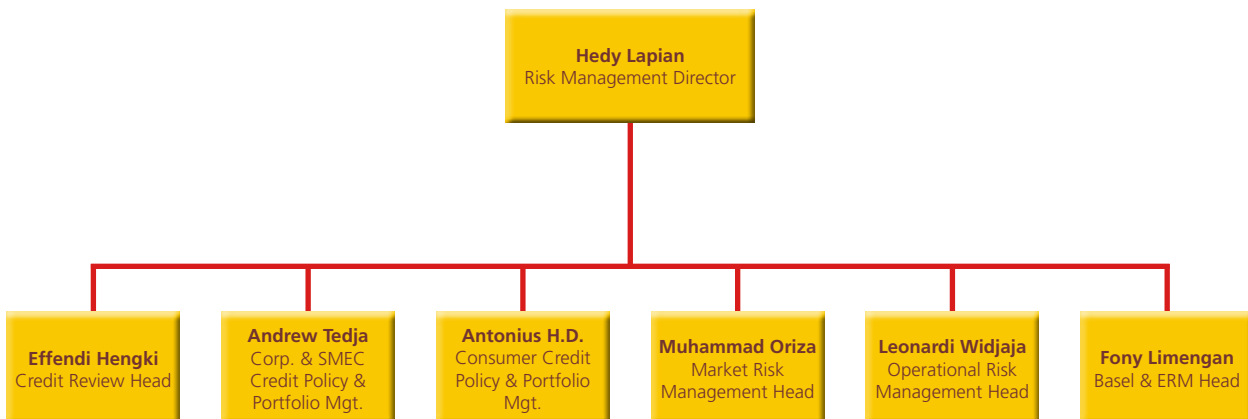 Hedy Lapian
Risk Management Director
Effendi Hengki
Credit Review Head
Andrew Tedja
Corp. & SMEC
Credit Policy &
Portfolio Mgt.
Antonius H.D.
Consumer Credit
Policy & Portfolio
Mgt.
Muhammad Oriza
Market Risk
Management Head
Leonardi Widjaja
Operational Risk
Management Head
Fony Limengan
Basel & ERM Head